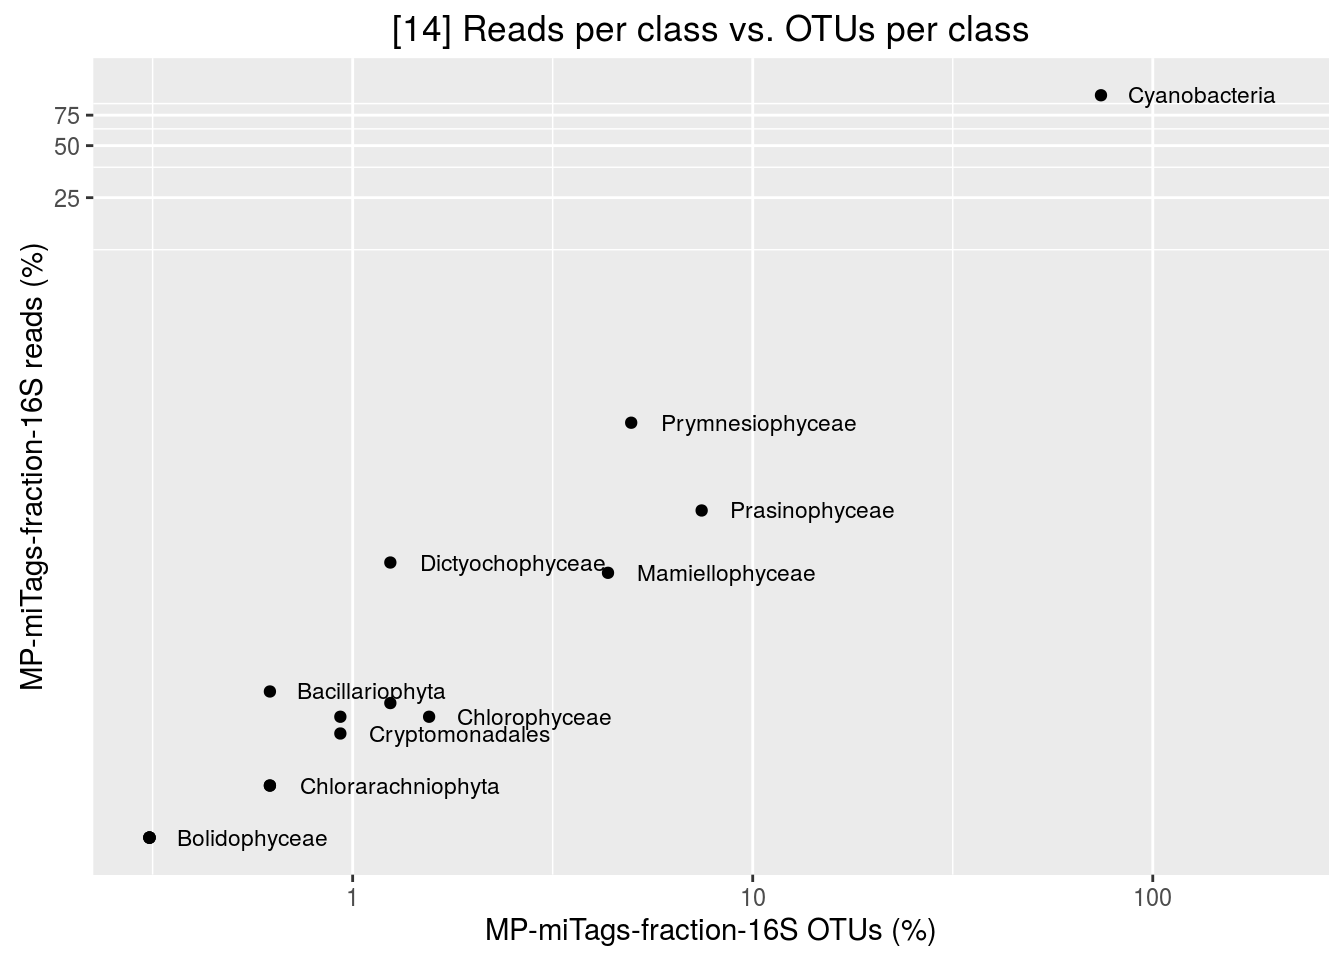 [14] Reads per class vs. OTUs per class
75
50
25
MP-miTags-fraction-16S reads (%)
Cyanobacteria
Prymnesiophyceae
Prasinophyceae
Dictyochophyceae
Mamiellophyceae
Bacillariophyta
Chlorophyceae
Cryptomonadales
Chlorarachniophyta
Bolidophyceae
1 10 100
MP-miTags-fraction-16S OTUs (%)